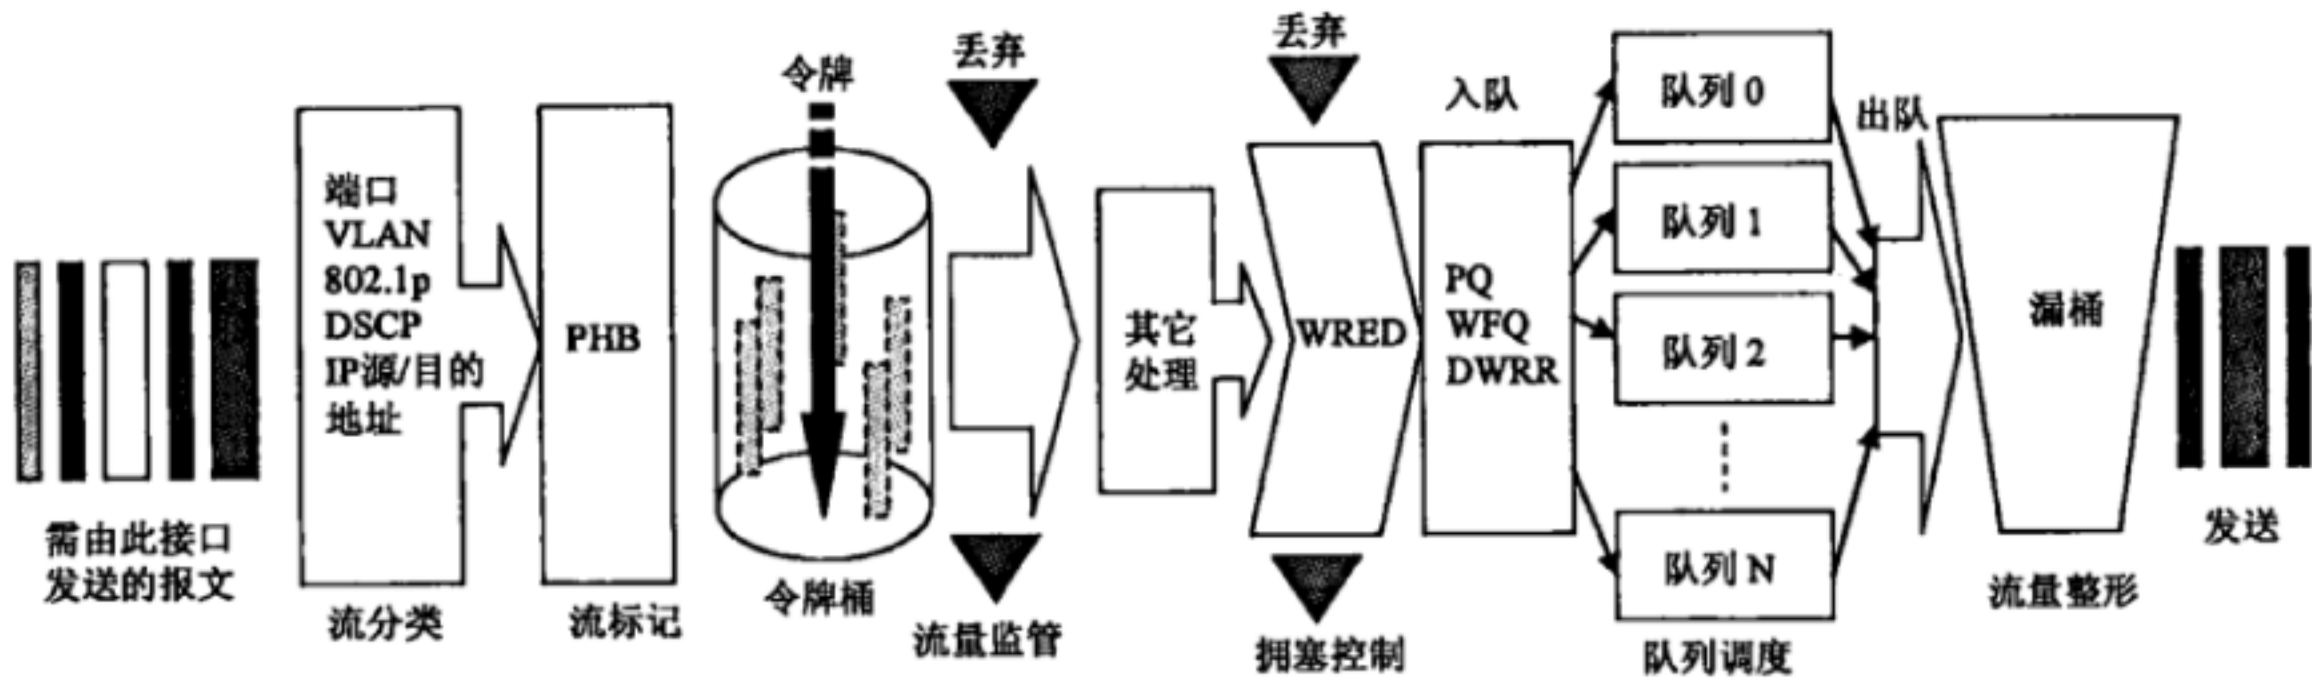 需由此接口
发送的报文
端口
VLAN
802.1p
DSCP
IP源/目的
地址
流分类
PHB
流标记
令牌
令牌桶
丢弃
流量监管
其它
处理
丢弃
WRED
拥塞控制
入队
PQ
WFQ
DWRR
队列 0
队列 1
队列 2
队列 N
队列调度
出队
漏桶
流量整形
发送